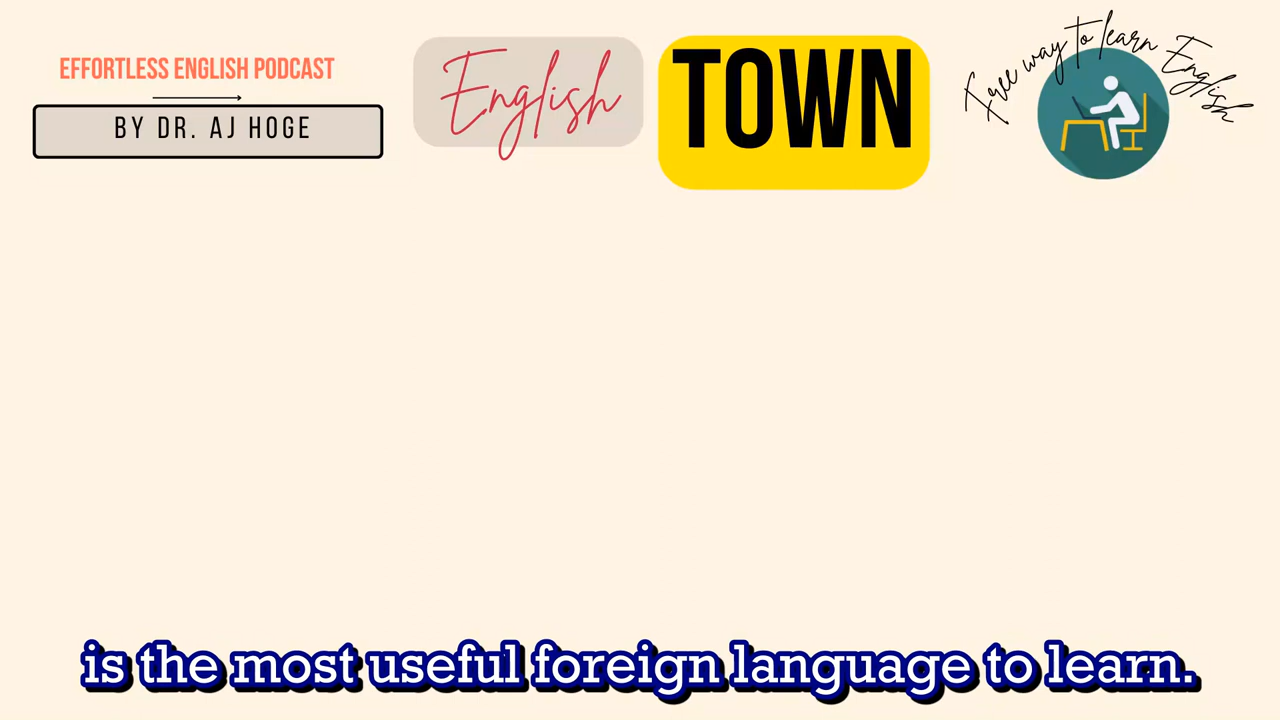 EFFORTLESS ENGLISH PODCAST
BY DR. AJ HOGE
English
TOWN
Free way to learn English
is the most useful foreign language to learn.